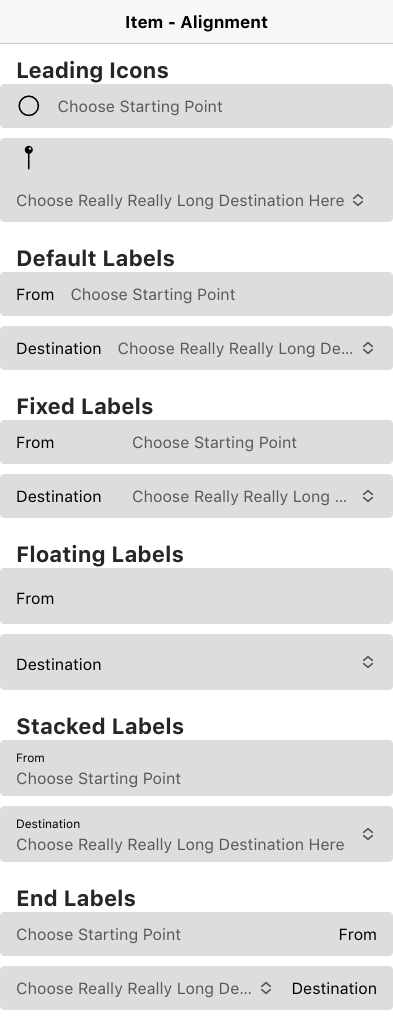 Item - Alignment
Leading Icons
Choose Starting Point
Choose Really Really Long Destination Here
Default Labels
From Choose Starting Point
Destination Choose Really Really Long De...
Fixed Labels
From Choose Starting Point
Destination Choose Really Really Long ...
Floating Labels
From
Destination
Stacked Labels
From
Choose Starting Point
Destination
Choose Really Really Long Destination Here
End Labels
Choose Starting Point From
Choose Really Really Long De... Destination